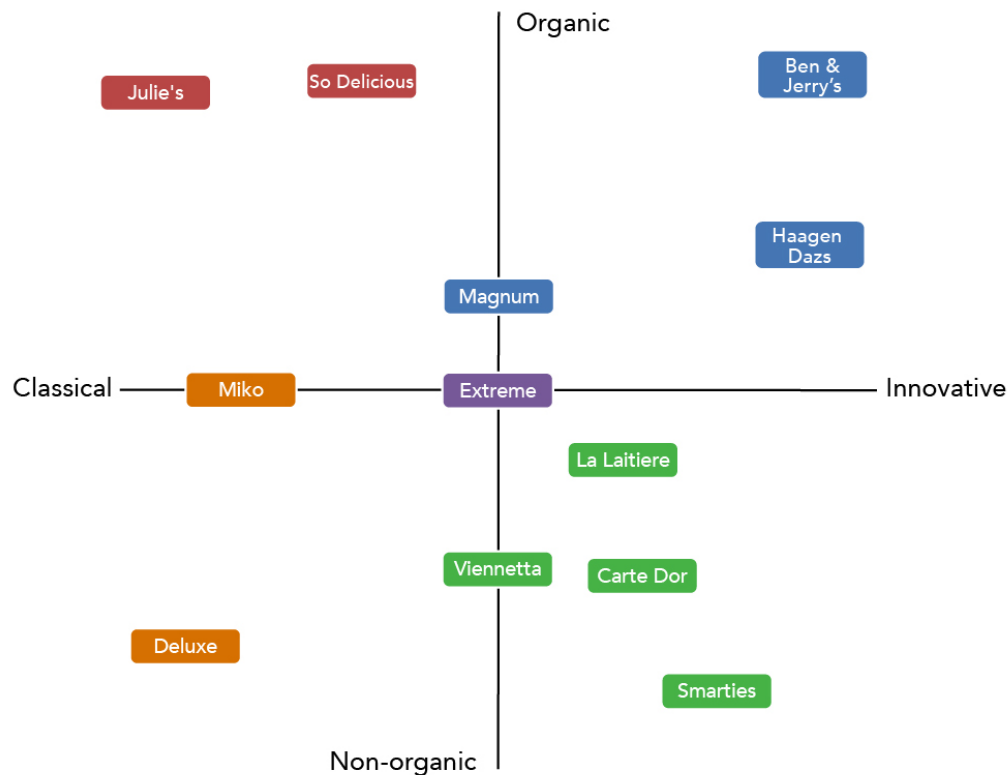 Organic
Ben &
Jerry’s
So Delicious
Julie's
Haagen
Dazs
Magnum
Classical
Miko
Extreme
Innovative
La Laitiere
Viennetta
Carte Dor
Deluxe
Smarties
Non-organic